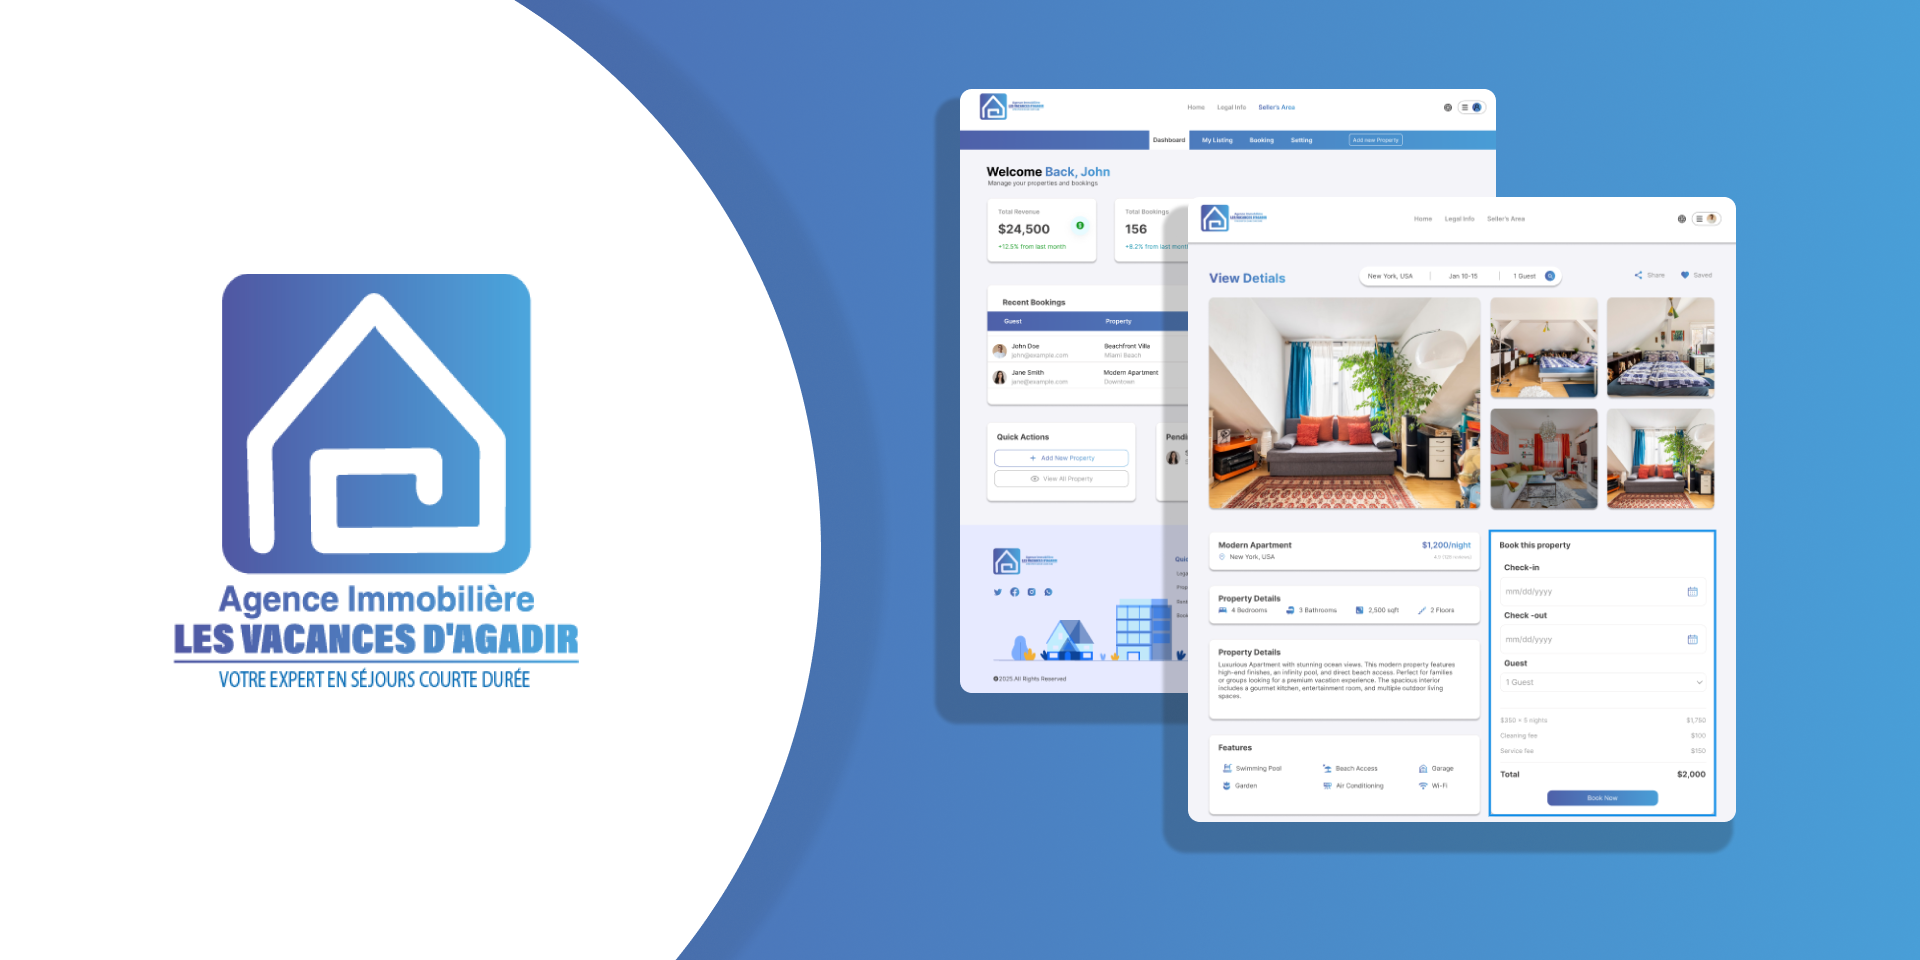 Agence Immobilière
LES VACANCES D'AGADIR
VOTRE EXPERT EN SÉJOURS COURTE DURÉE
Home Legal Info Seller's Area
Dashboard My Listing Booking Setting Add new Property
Welcome Back, John
Manage your properties and bookings
Total Revenue
$24,500
+12.5% from last month
Total Bookings
156
+8.2% from last month
Recent Bookings
Guest Property
John Doe Beachfront Ville
john@example.com Miami Beach
Jane Smith Modern Apartment
jane@example.com Downtown
Quick Actions
+ Add New Property
View All Property
Pendi
©2025.All Rights Reserved
Home Legal Info Seller's Area
View Detials
New York, USA Jan 10-15 1 Guest
Share Saved
Modern Apartment $1,200/night
New York, USA
Property Details
4 Bedrooms 3 Bathrooms 2,500 sqft 2 Floors
Property Details
Luxurious Apartment with stunning ocean views. This modern property features
high-end finishes, an infinity pool, and direct beach access. Perfect for families
or groups looking for a premium vacation experience. The spacious interior
includes a gourmet kitchen, entertainment room, and multiple outdoor living
spaces.
Features
Swimming Pool Beach Access Garage
Garden Air Conditioning Wi-Fi
Book this property
Check-in
mm/dd/yyyy
Check -out
mm/dd/yyyy
Guest
1 Guest
$350 × 5 nights $1,750
Cleaning fee $100
Service fee $150
Total $2,000
Book Now